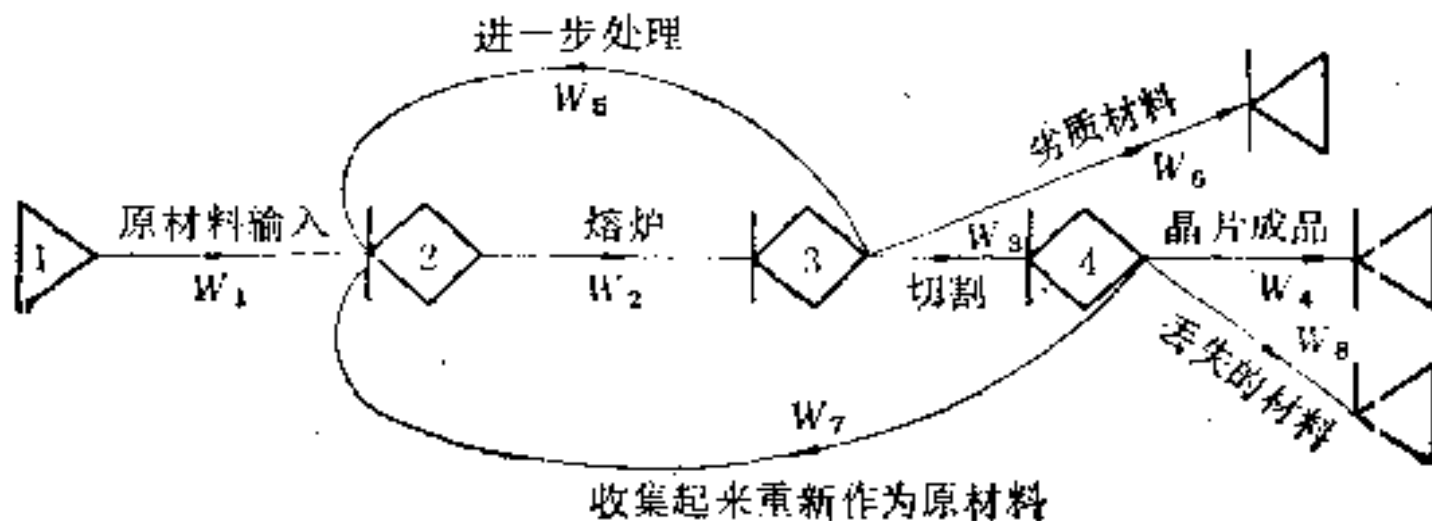 进一步处理
W5
劣质材料
W6
原材料输入
熔炉
W3
晶片成品
1
2
3
4
W1
W2
切割
W4
W8
丢失的材料
W7
收集起来重新作为原材料